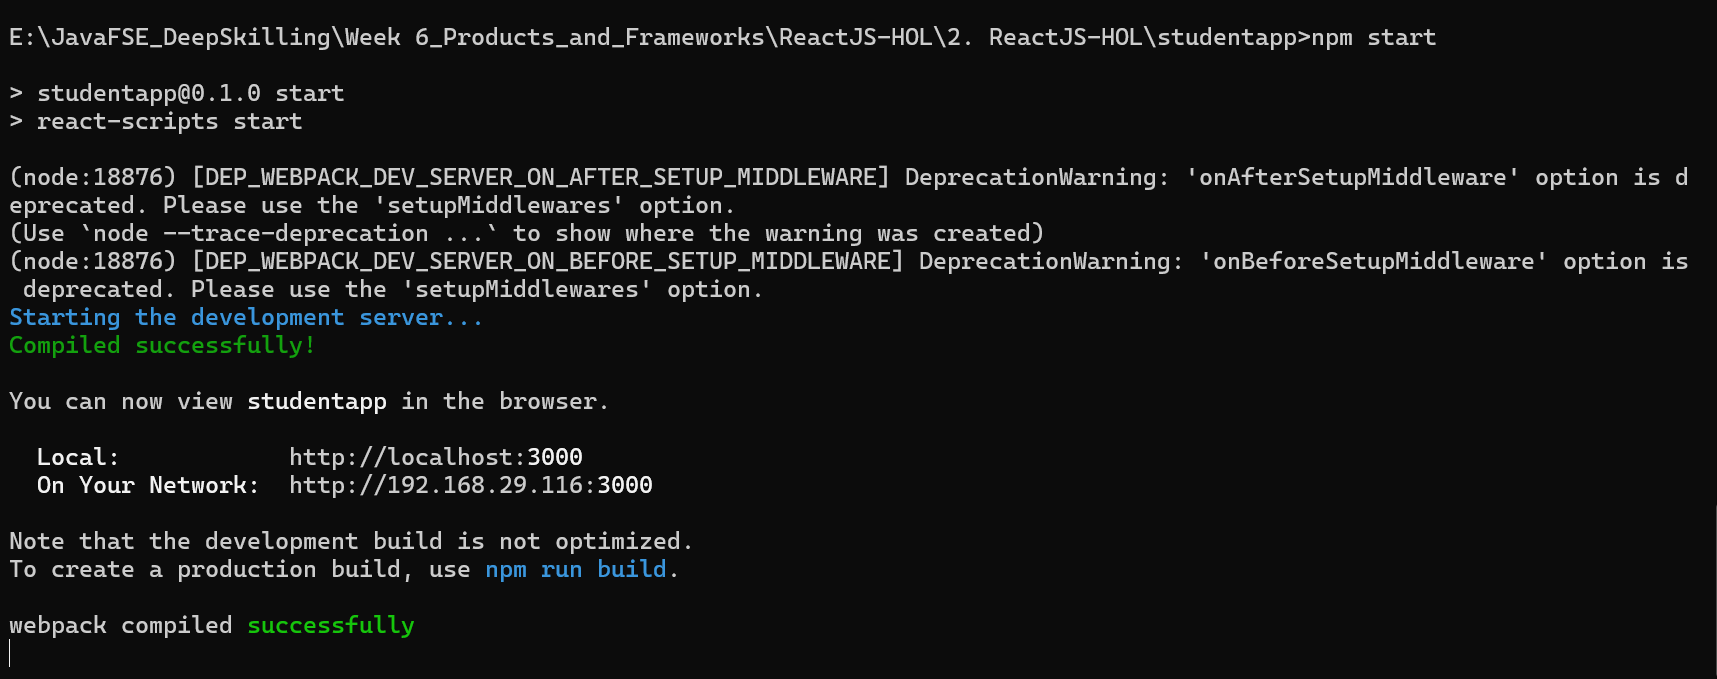 E:\JavaFSE_DeepSkilling\Week 6_Products_and_Frameworks\ReactJS-HOL\2. ReactJS-HOL\studentapp>npm start
> studentapp@0.1.0 start
> react-scripts start
(node:18876) [DEP_WEBPACK_DEV_SERVER_ON_AFTER_SETUP_MIDDLEWARE] DeprecationWarning: 'onAfterSetupMiddleware' option is d
eprecated. Please use the 'setupMiddlewares' option.
(Use `node --trace-deprecation ...` to show where the warning was created)
(node:18876) [DEP_WEBPACK_DEV_SERVER_ON_BEFORE_SETUP_MIDDLEWARE] DeprecationWarning: 'onBeforeSetupMiddleware' option is
 deprecated. Please use the 'setupMiddlewares' option.
Starting the development server...
Compiled successfully!
You can now view studentapp in the browser.
  Local:            http://localhost:3000
  On Your Network:  http://192.168.29.116:3000
Note that the development build is not optimized.
To create a production build, use npm run build.
webpack compiled successfully